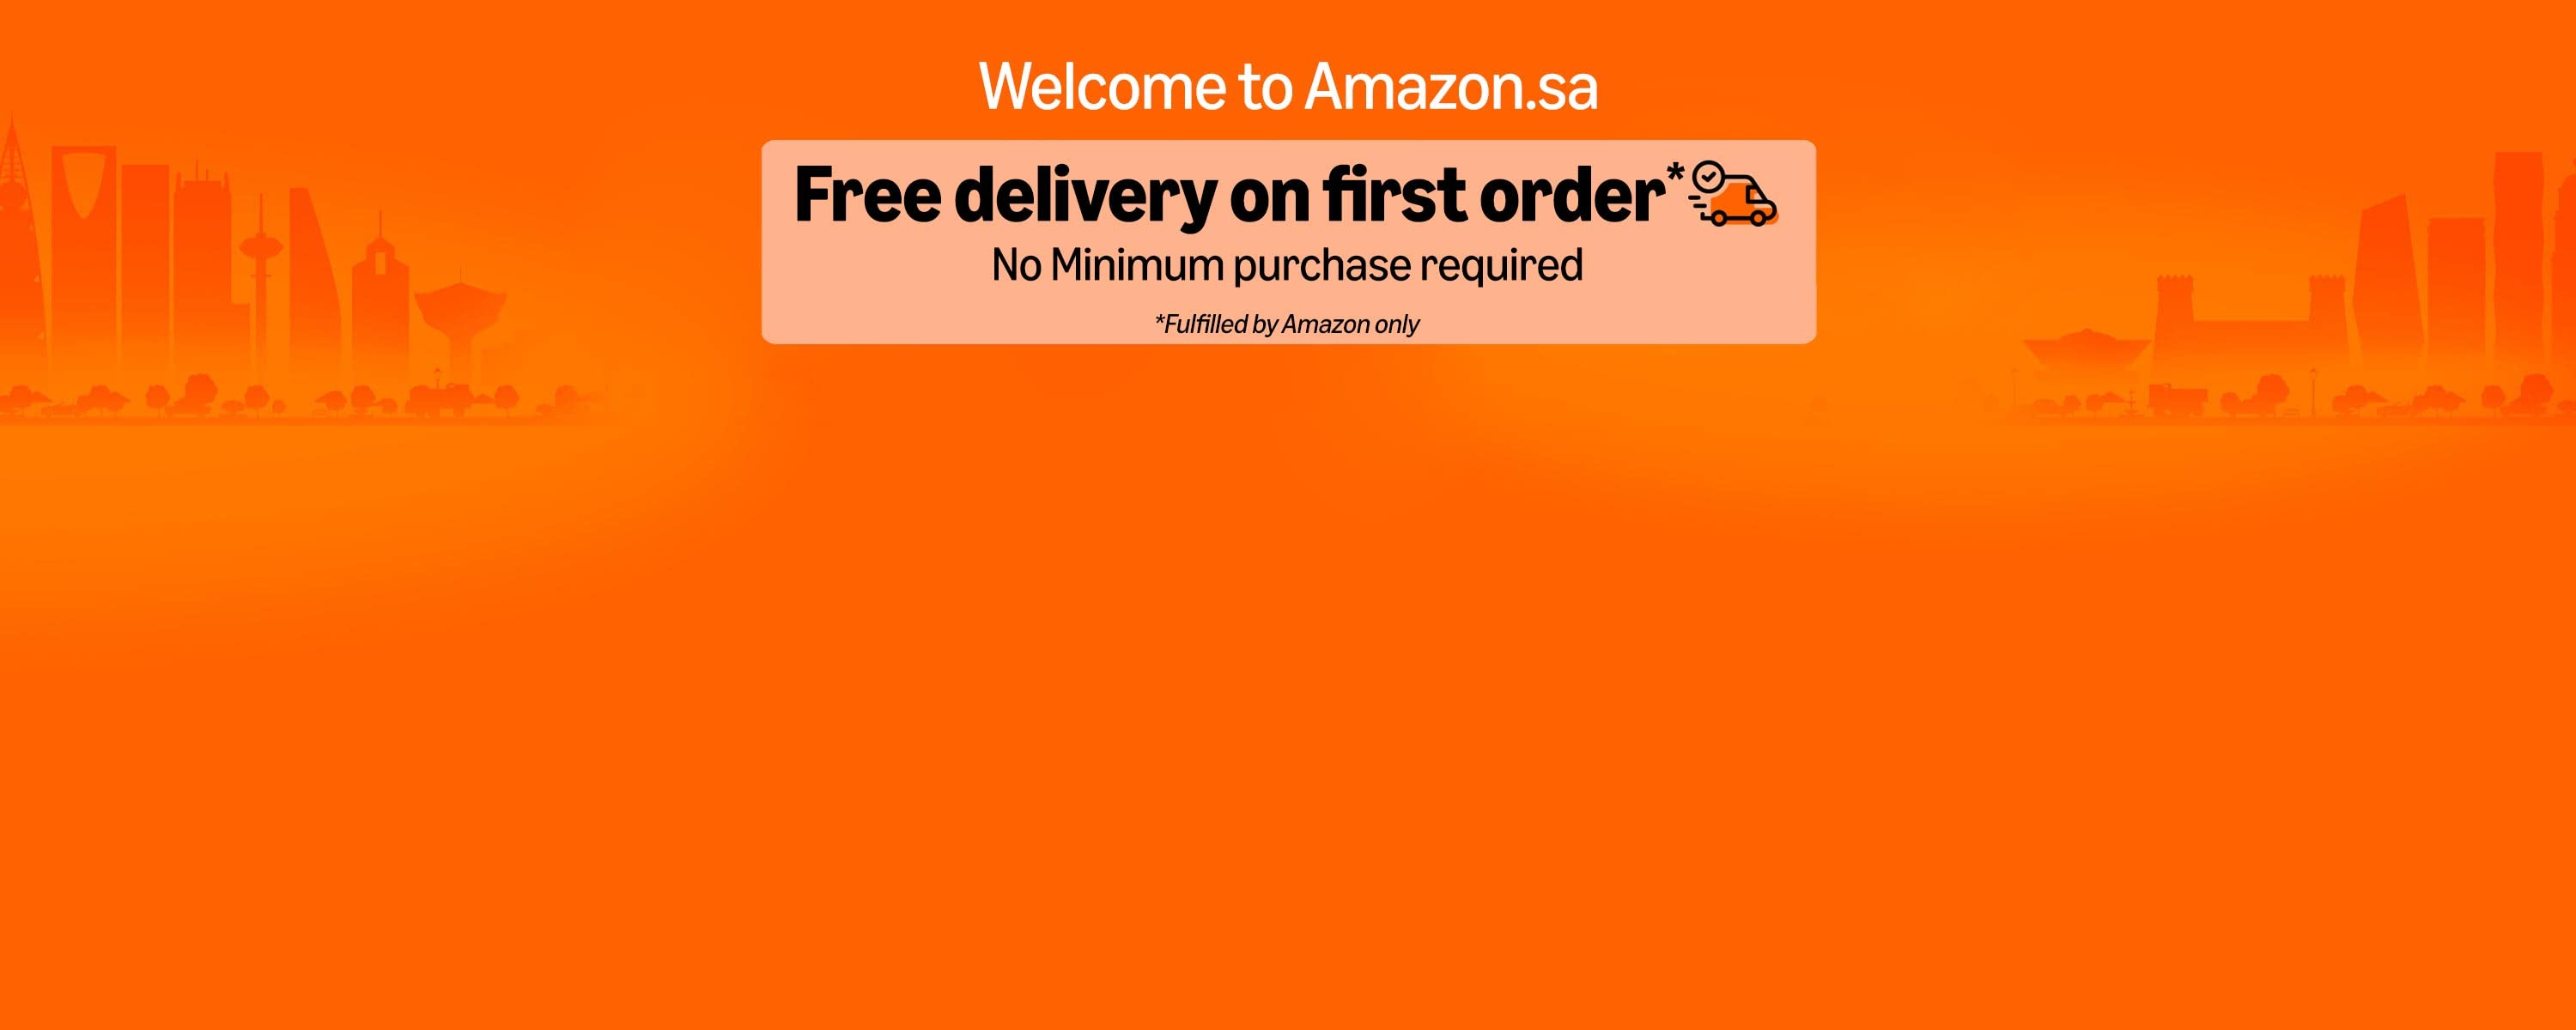 Welcome to Amazon.sa
Free delivery on first order*
No Minimum purchase required
*Fulfilled by Amazon only